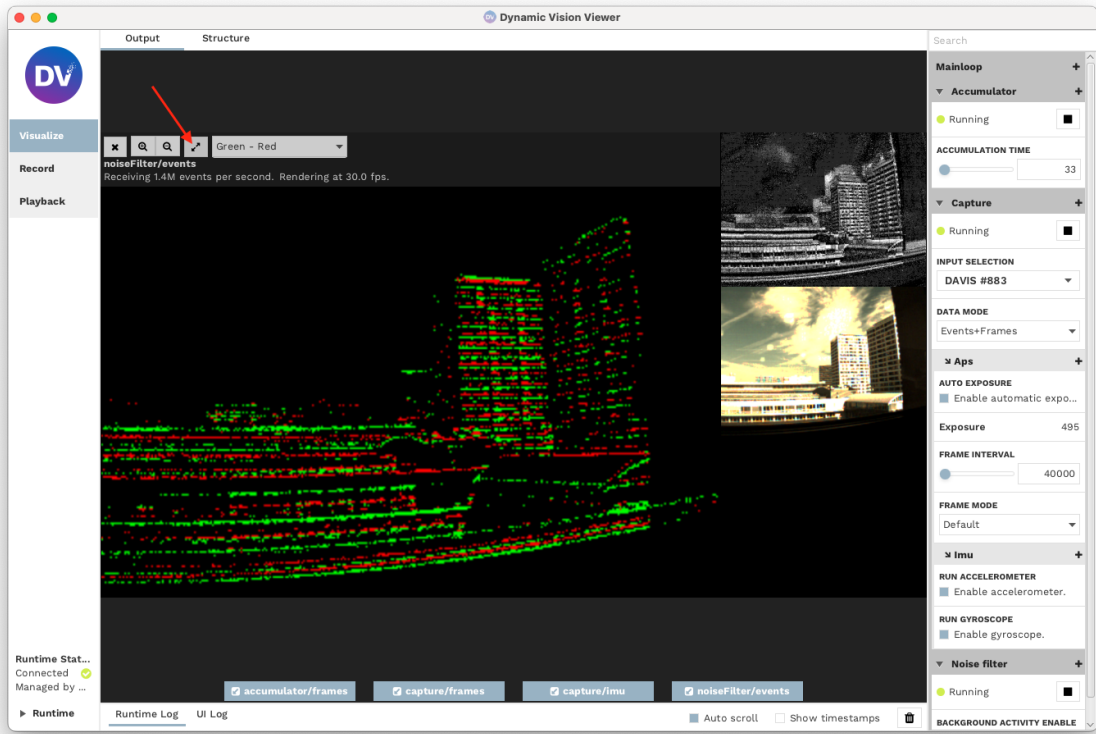 Dynamic Vision Viewer
DV
Visualize
Record
Playback
Runtime Stat...
Connected
Managed by ...
Runtime
Output
Structure
Green - Red
noiseFilter/events
Receiving 1.4M events per second. Rendering at 30.0 fps.
accumulator/frames
capture/frames
capture/imu
noiseFilter/events
Runtime Log
UI Log
Auto scroll
Show timestamps
Search
Mainloop
Accumulator
Running
ACCUMULATION TIME
33
Capture
Running
INPUT SELECTION
DAVIS #883
DATA MODE
Events+Frames
Aps
AUTO EXPOSURE
Enable automatic expo...
Exposure 495
FRAME INTERVAL
40000
FRAME MODE
Default
Imu
RUN ACCELEROMETER
Enable accelerometer.
RUN GYROSCOPE
Enable gyroscope.
Noise filter
Running
BACKGROUND ACTIVITY ENABLE